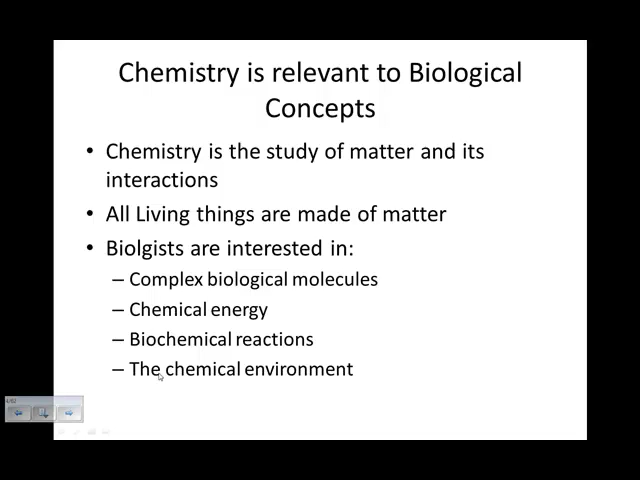 Chemistry is relevant to Biological
Concepts
• Chemistry is the study of matter and its
interactions
• All Living things are made of matter
• Biolgists are interested in:
– Complex biological molecules
– Chemical energy
– Biochemical reactions
– The chemical environment